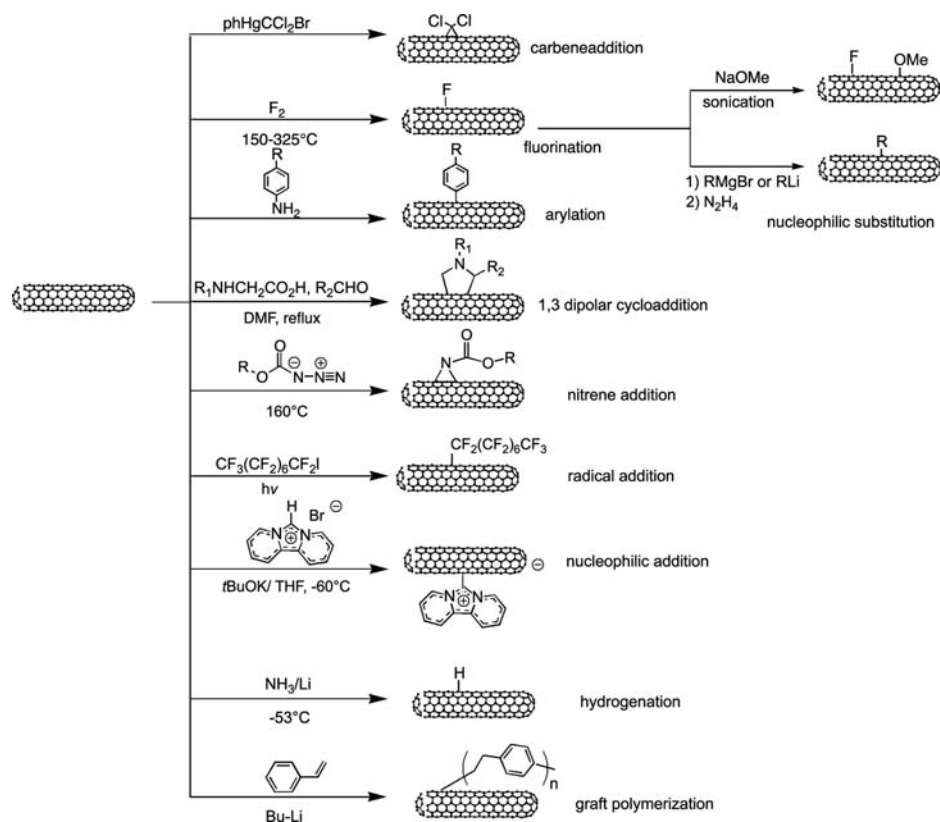 phHgCCl2Br
Cl Cl
carbeneaddition
F2
150-325°C
F
fluorination
NaOMe
sonication
F OMe
1) RMgBr or RLi
2) N2H4
R
nucleophilic substitution
R
NH2
R
arylation
R1NHCH2CO2H, R2CHO
DMF, reflux
R1
N R2
1,3 dipolar cycloaddition
O
R O N N≡N
⊖ ⊕
160°C
O
N O R
nitrene addition
CF3(CF2)6CF2I
hν
CF2(CF2)6CF3
radical addition
H
Br ⊖
N N
⊕
tBuOK/ THF, -60°C
⊖
N N
⊕
nucleophilic addition
NH3/Li
-53°C
H
hydrogenation
Bu-Li
n
graft polymerization